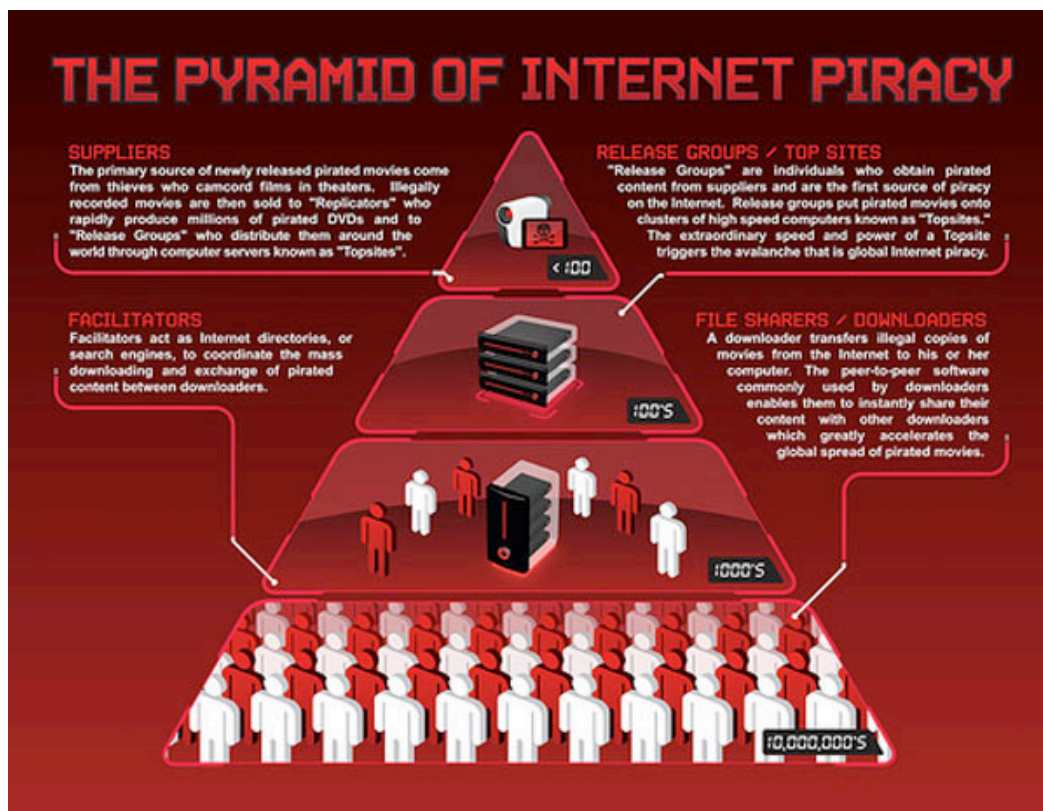 THE PYRAMID OF INTERNET PIRACY
SUPPLIERS
The primary source of newly released pirated movies come
from thieves who camcord films in theaters. Illegally
recorded movies are then sold to "Replicators" who
rapidly produce millions of pirated DVDs and to
"Release Groups" who distribute them around the
world through computer servers known as "Topsites".
RELEASE GROUPS / TOP SITES
"Release Groups" are individuals who obtain pirated
content from suppliers and are the first source of piracy
on the Internet. Release groups put pirated movies onto
clusters of high speed computers known as "Topsites."
The extraordinary speed and power of a Topsite
triggers the avalanche that is global Internet piracy.
<100
FACILITATORS
Facilitators act as Internet directories, or
search engines, to coordinate the mass
downloading and exchange of pirated
content between downloaders.
FILE SHARERS / DOWNLOADERS
A downloader transfers illegal copies of
movies from the Internet to his or her
computer. The peer-to-peer software
commonly used by downloaders
enables them to instantly share their
content with other downloaders
which greatly accelerates the
global spread of pirated movies.
100'S
1000'S
10,000,000'S